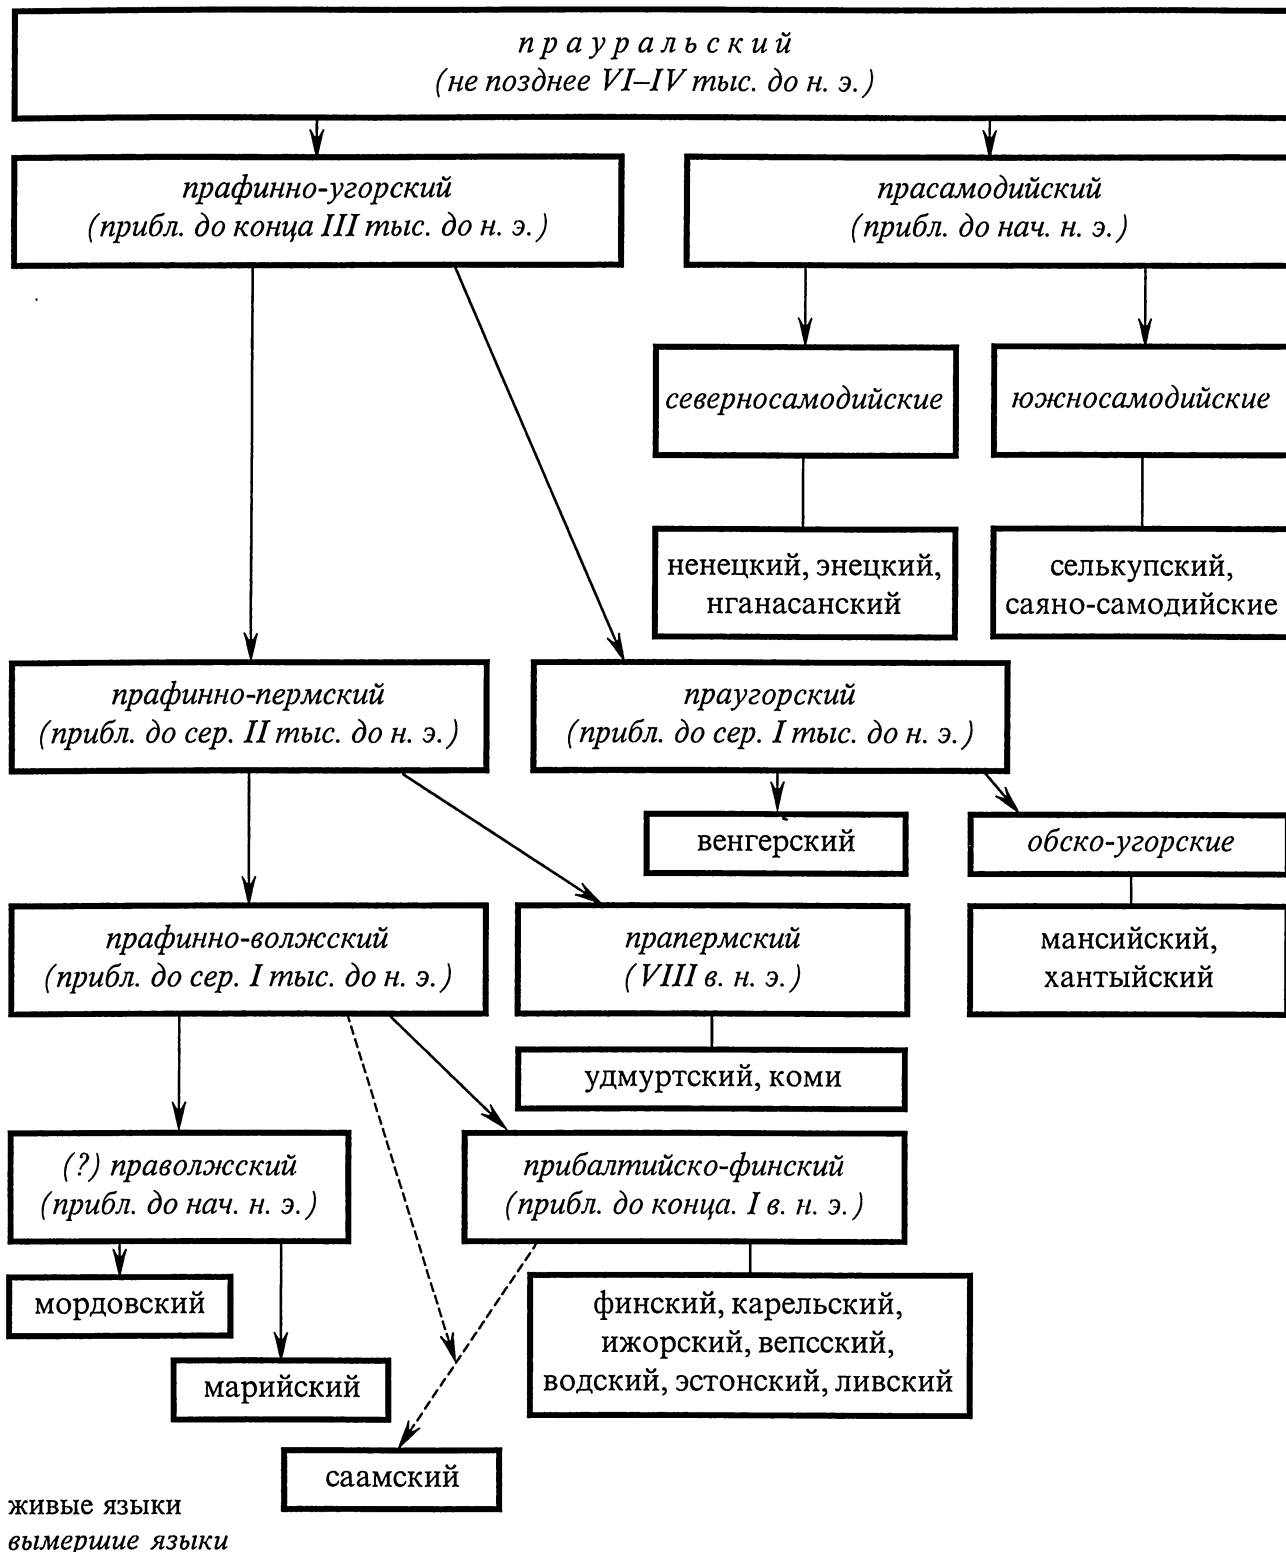 прауральский
(не позднее VI–IV тыс. до н. э.)
прафинно-угорский
(прибл. до конца III тыс. до н. э.)
прасамодийский
(прибл. до нач. н. э.)
северносамодийские
южносамодийские
ненецкий, энецкий,
нганасанский
селькупский,
саяно-самодийские
прафинно-пермский
(прибл. до сер. II тыс. до н. э.)
праугорский
(прибл. до сер. I тыс. до н. э.)
венгерский
обско-угорские
прафинно-волжский
(прибл. до сер. I тыс. до н. э.)
прапермский
(VIII в. н. э.)
мансийский,
хантыйский
удмуртский, коми
(?) праволжсский
(прибл. до нач. н. э.)
прибалтийско-финский
(прибл. до конца. I в. н. э.)
мордовский
финский, карельский,
ижорский, вепсский,
водский, эстонский, ливский
марийский
саамский
живые языки
вымершие языки